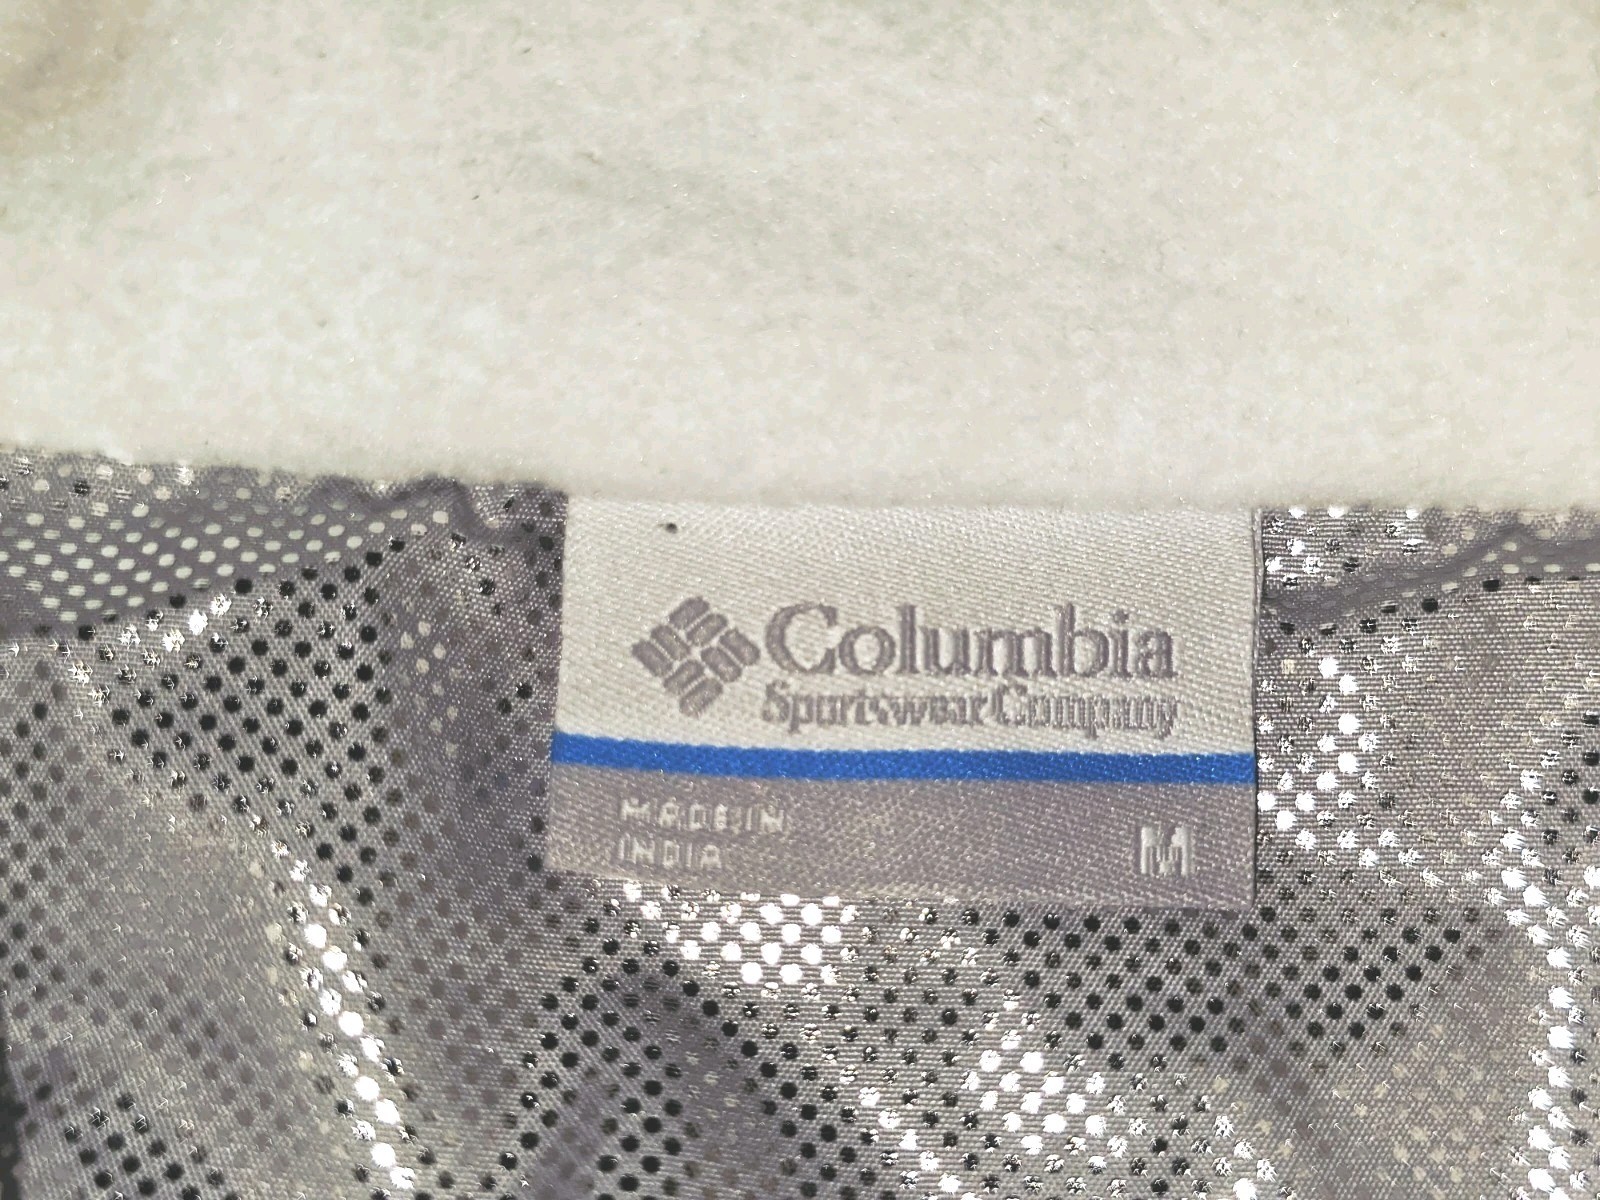 Columbia
Sportswear Company
MADE IN
INDIA
M